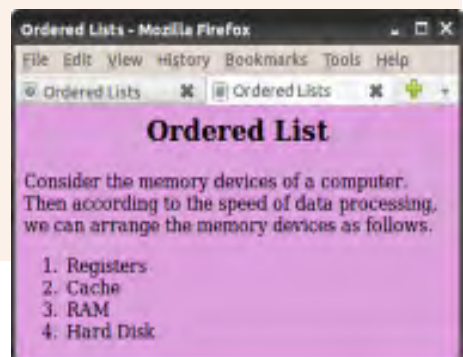 Ordered Lists - Mozilla Firefox
File Edit View History Bookmarks Tools Help
Ordered Lists Ordered Lists
Ordered List
Consider the memory devices of a computer.
Then according to the speed of data processing,
we can arrange the memory devices as follows.
1. Registers
2. Cache
3. RAM
4. Hard Disk